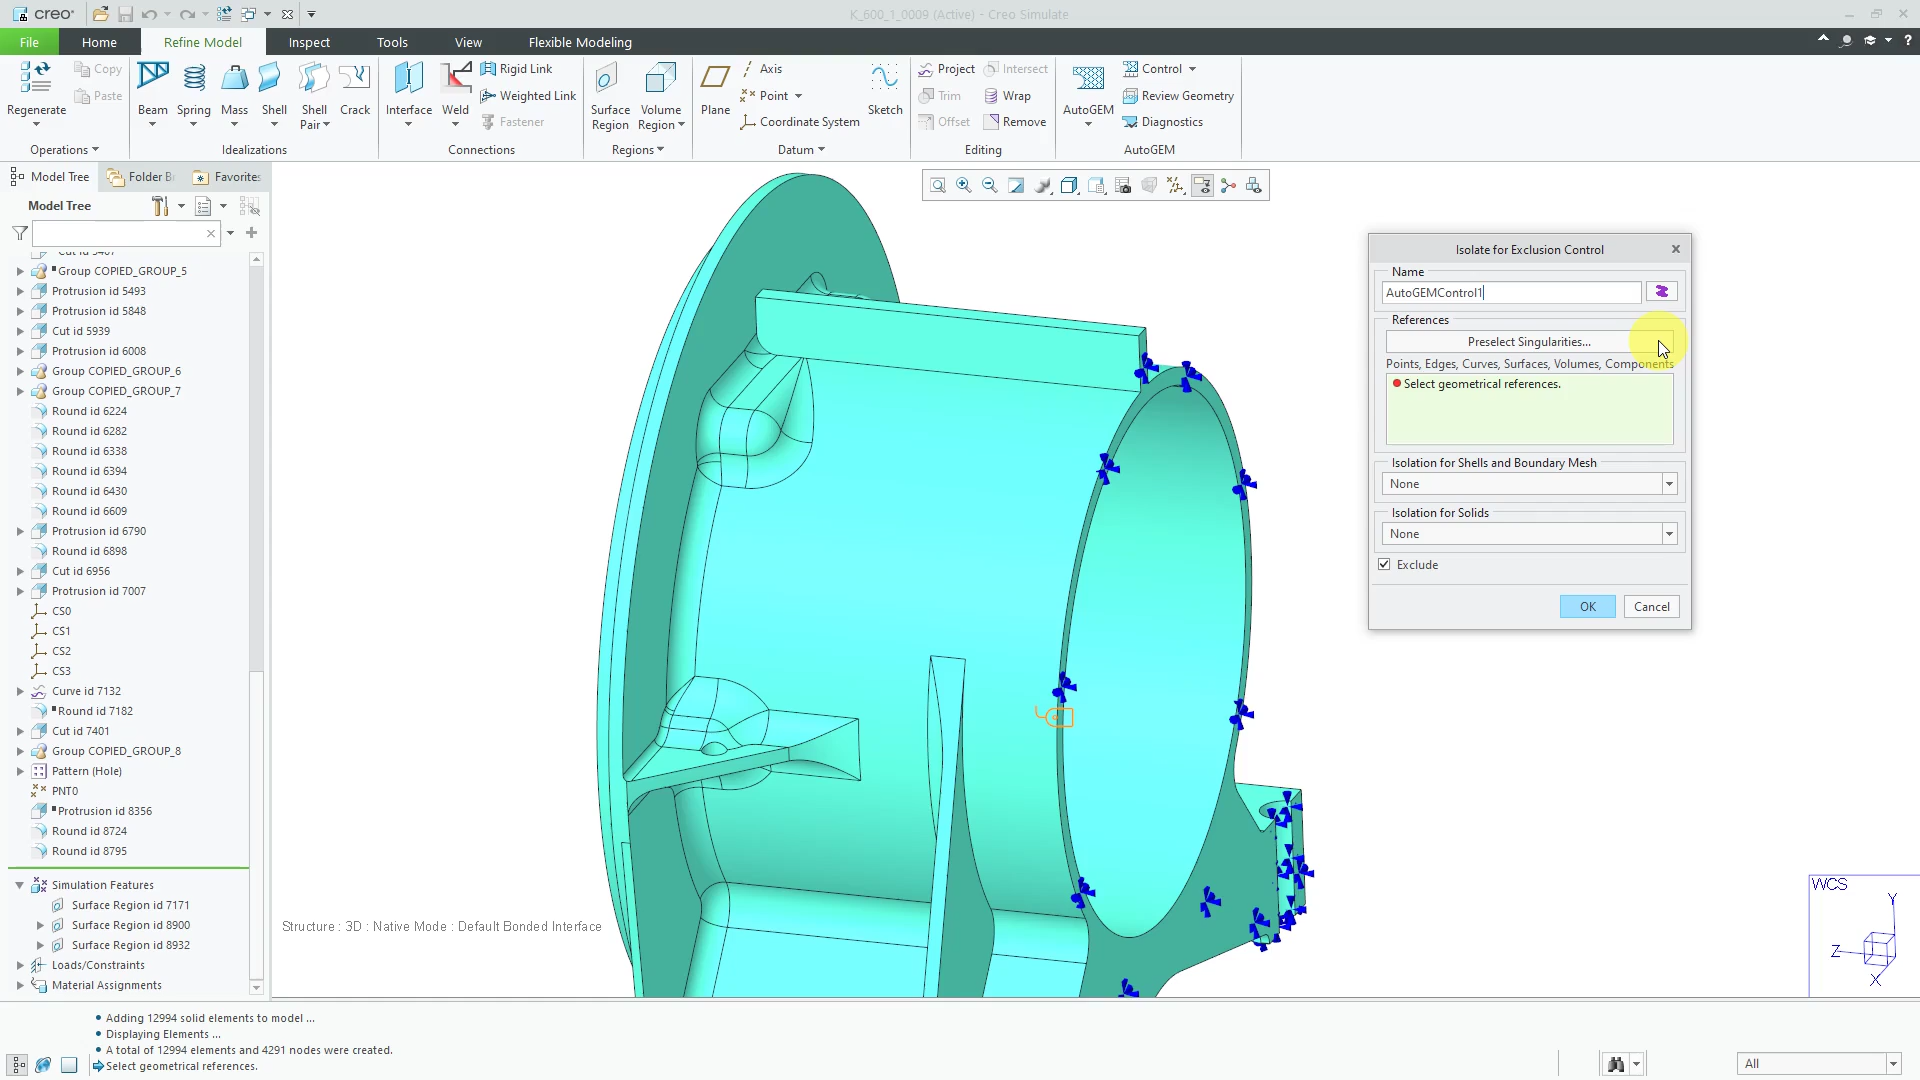 creo
K_600_1_0009 (Active) - Creo Simulate
File
Home
Refine Model
Inspect
Tools
View
Flexible Modeling
Regenerate
Copy
Paste
Operations
Beam
Spring
Mass
Shell
Shell Pair
Crack
Idealizations
Interface
Weld
Rigid Link
Weighted Link
Fastener
Connections
Surface Region
Volume Region
Regions
Plane
Axis
Point
Coordinate System
Sketch
Datum
Project
Intersect
Trim
Wrap
Offset
Remove
Editing
AutoGEM
Control
Review Geometry
Diagnostics
AutoGEM
Model Tree
Folder Br
Favorites
Model Tree
Group COPIED_GROUP_5
Protrusion id 5493
Protrusion id 5848
Cut id 5939
Protrusion id 6008
Group COPIED_GROUP_6
Group COPIED_GROUP_7
Round id 6224
Round id 6282
Round id 6338
Round id 6394
Round id 6430
Round id 6609
Protrusion id 6790
Round id 6898
Cut id 6956
Protrusion id 7007
CS0
CS1
CS2
CS3
Curve id 7132
Round id 7182
Cut id 7401
Group COPIED_GROUP_8
Pattern (Hole)
PNT0
Protrusion id 8356
Round id 8724
Round id 8795
Simulation Features
Surface Region id 7171
Surface Region id 8900
Surface Region id 8932
Loads/Constraints
Material Assignments
Structure : 3D : Native Mode : Default Bonded Interface
Isolate for Exclusion Control
Name
AutoGEMControl1
References
Preselect Singularities...
Points, Edges, Curves, Surfaces, Volumes, Components
Select geometrical references.
Isolation for Shells and Boundary Mesh
None
Isolation for Solids
None
Exclude
OK
Cancel
WCS
Y
Z
X
Adding 12994 solid elements to model ...
Displaying Elements ...
A total of 12994 elements and 4291 nodes were created.
Select geometrical references.
All